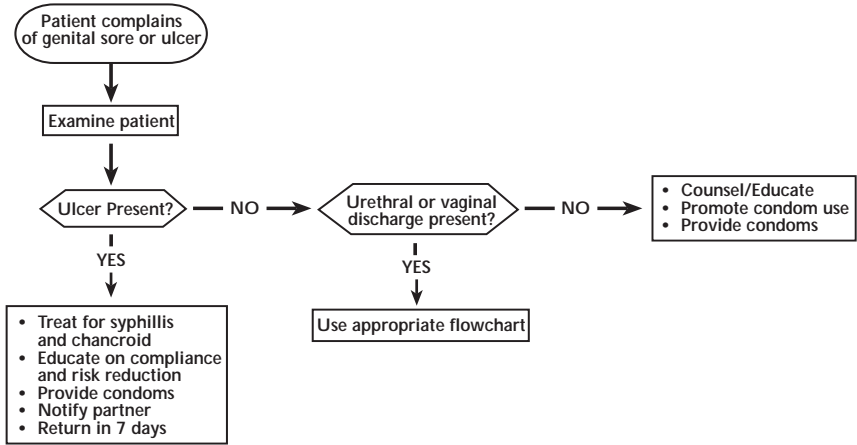 Patient complains
of genital sore or ulcer
Examine patient
Ulcer Present?
NO
Urethral or vaginal
discharge present?
NO
• Counsel/Educate
• Promote condom use
• Provide condoms
YES
YES
• Treat for syphillis
and chancroid
• Educate on compliance
and risk reduction
• Provide condoms
• Notify partner
• Return in 7 days
Use appropriate flowchart